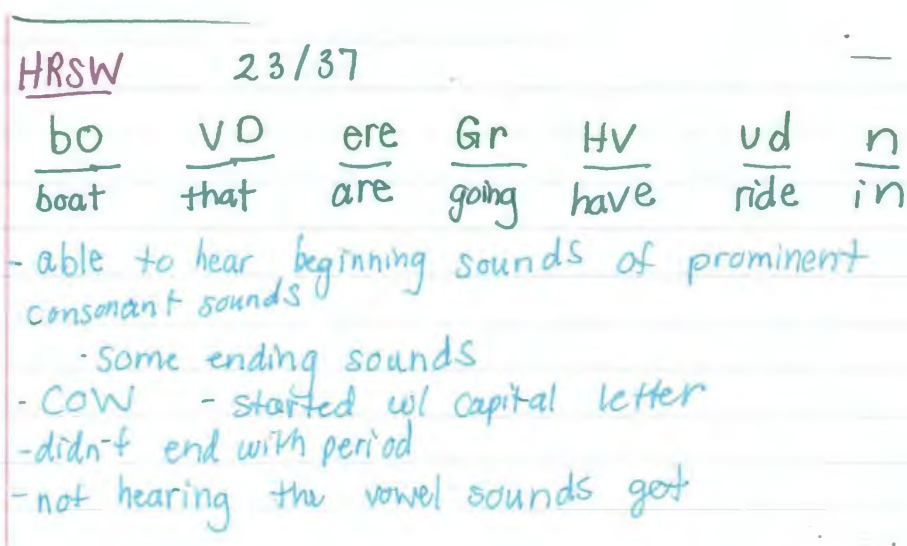 HRSW 23/37
bo VD ere Gr HV ud n
boat that are going have ride in
- able to hear beginning sounds of prominent
consonant sounds
· some ending sounds
- COW - started w/ capital letter
- didn't end with period
- not hearing the vowel sounds get